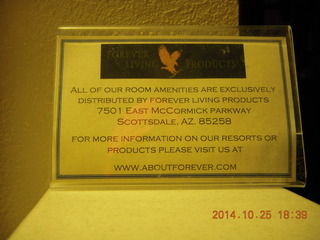 FOREVER
LIVING PRODUCTS
ALL OF OUR ROOM AMENITIES ARE EXCLUSIVELY
DISTRIBUTED BY FOREVER LIVING PRODUCTS
7501 EAST MCCORMICK PARKWAY
SCOTTSDALE, AZ. 85258
FOR MORE INFORMATION ON OUR RESORTS OR
PRODUCTS PLEASE VISIT US AT
WWW.ABOUTFOREVER.COM
2014.10.25 18:39